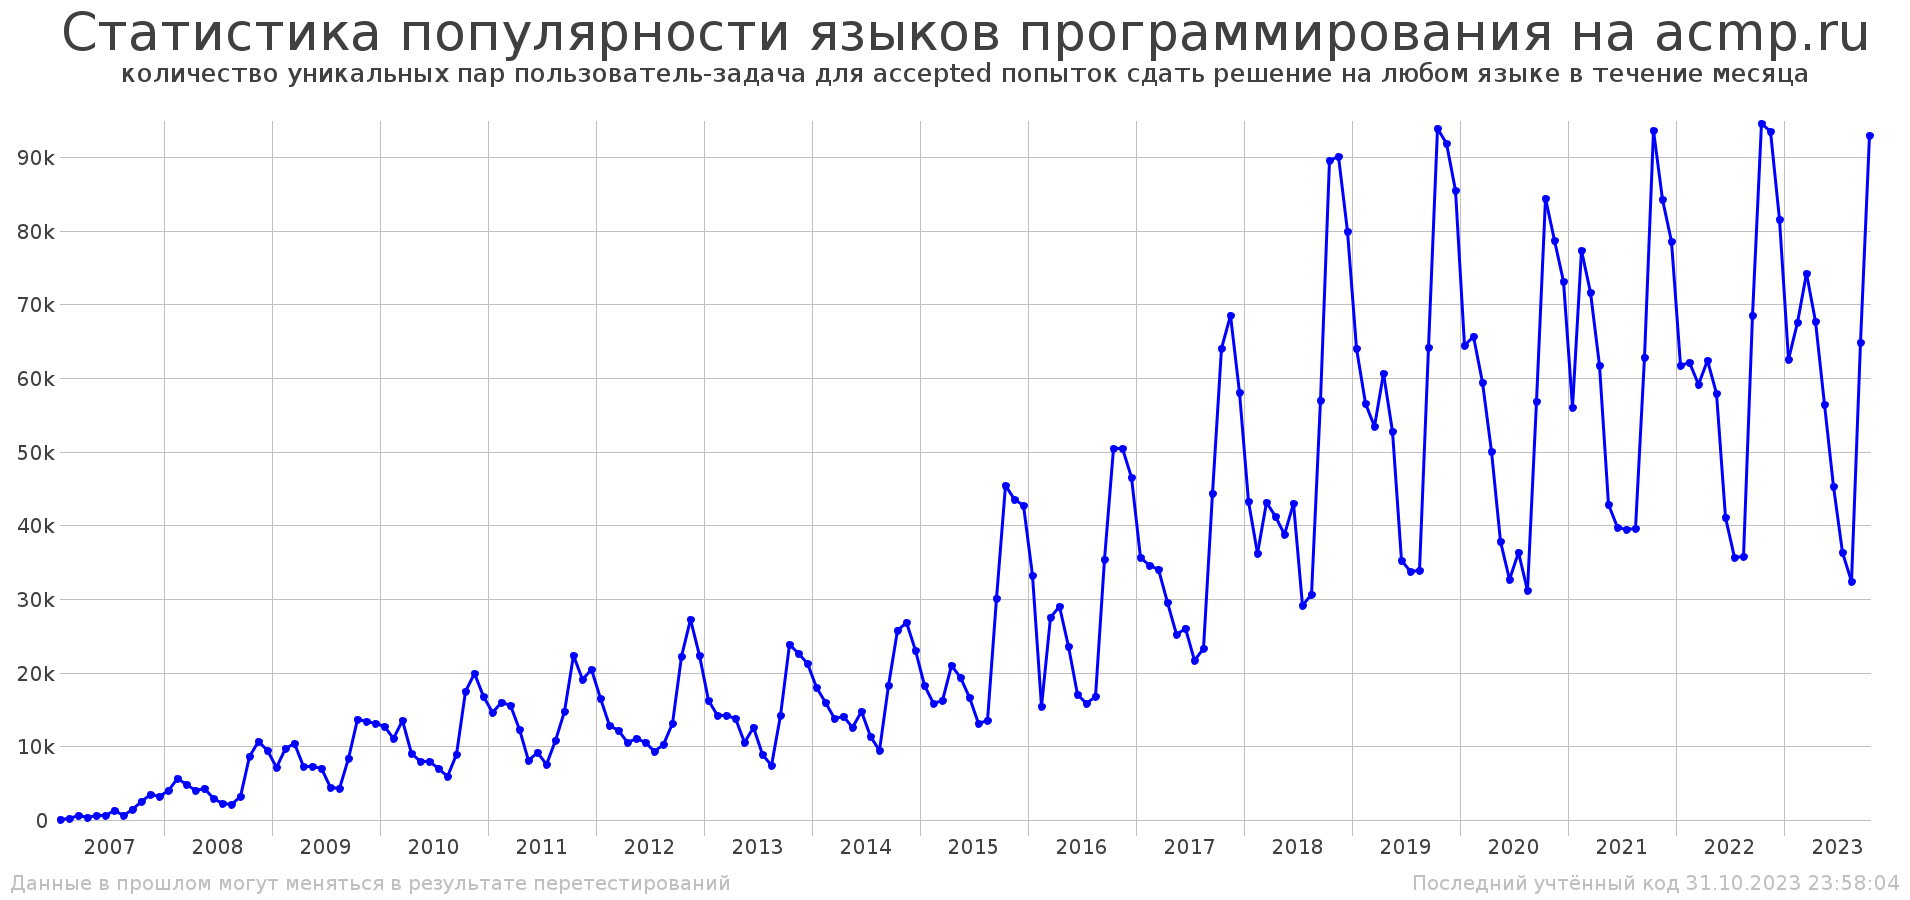 Статистика популярности языков программирования на acmp.ru
количество уникальных пар пользователь-задача для accepted попыток сдать решение на любом языке в течение месяца
90k
80k
70k
60k
50k
40k
30k
20k
10k
0
2007 2008 2009 2010 2011 2012 2013 2014 2015 2016 2017 2018 2019 2020 2021 2022 2023
Данные в прошлом могут меняться в результате перетестирований
Последний учтённый код 31.10.2023 23:58:04